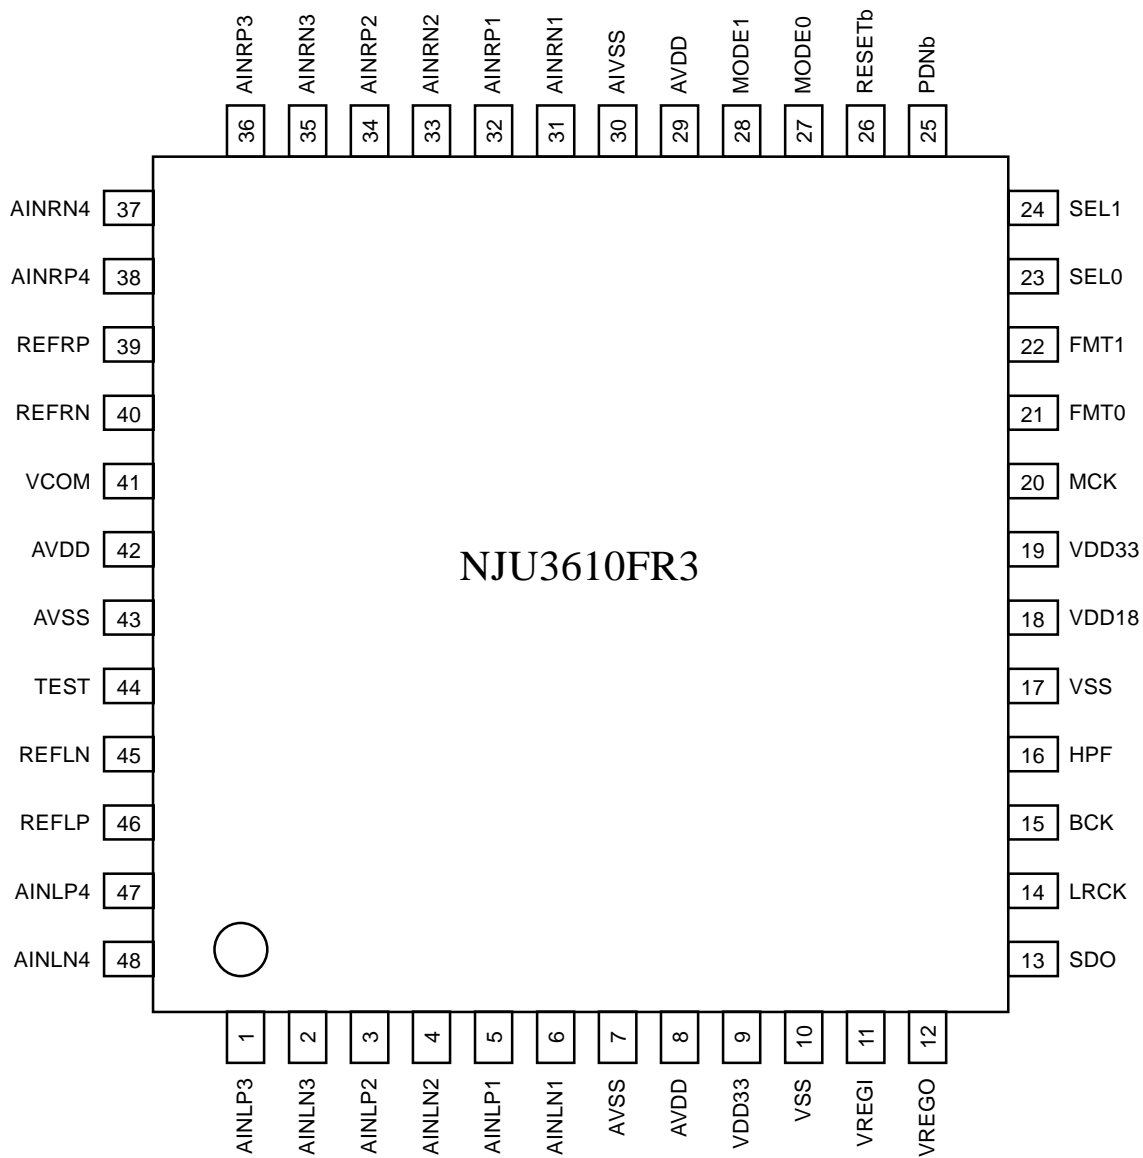 AINRP3 AINRN3 AINRP2 AINRN2 AINRP1 AINRN1 AIVSS AVDD MODE1 MODE0 RESETb PDNb
36 35 34 33 32 31 30 29 28 27 26 25
AINRN4 37 24 SEL1
AINRP4 38 23 SEL0
REFRP 39 22 FMT1
REFRN 40 21 FMT0
VCOM 41 20 MCK
AVDD 42 19 VDD33
NJU3610FR3
AVSS 43 18 VDD18
TEST 44 17 VSS
REFLN 45 16 HPF
REFLP 46 15 BCK
AINLP4 47 14 LRCK
AINLN4 48 13 SDO
1 2 3 4 5 6 7 8 9 10 11 12
AINLP3 AINLN3 AINLP2 AINLN2 AINLP1 AINLN1 AVSS AVDD VDD33 VSS VREGI VREGO